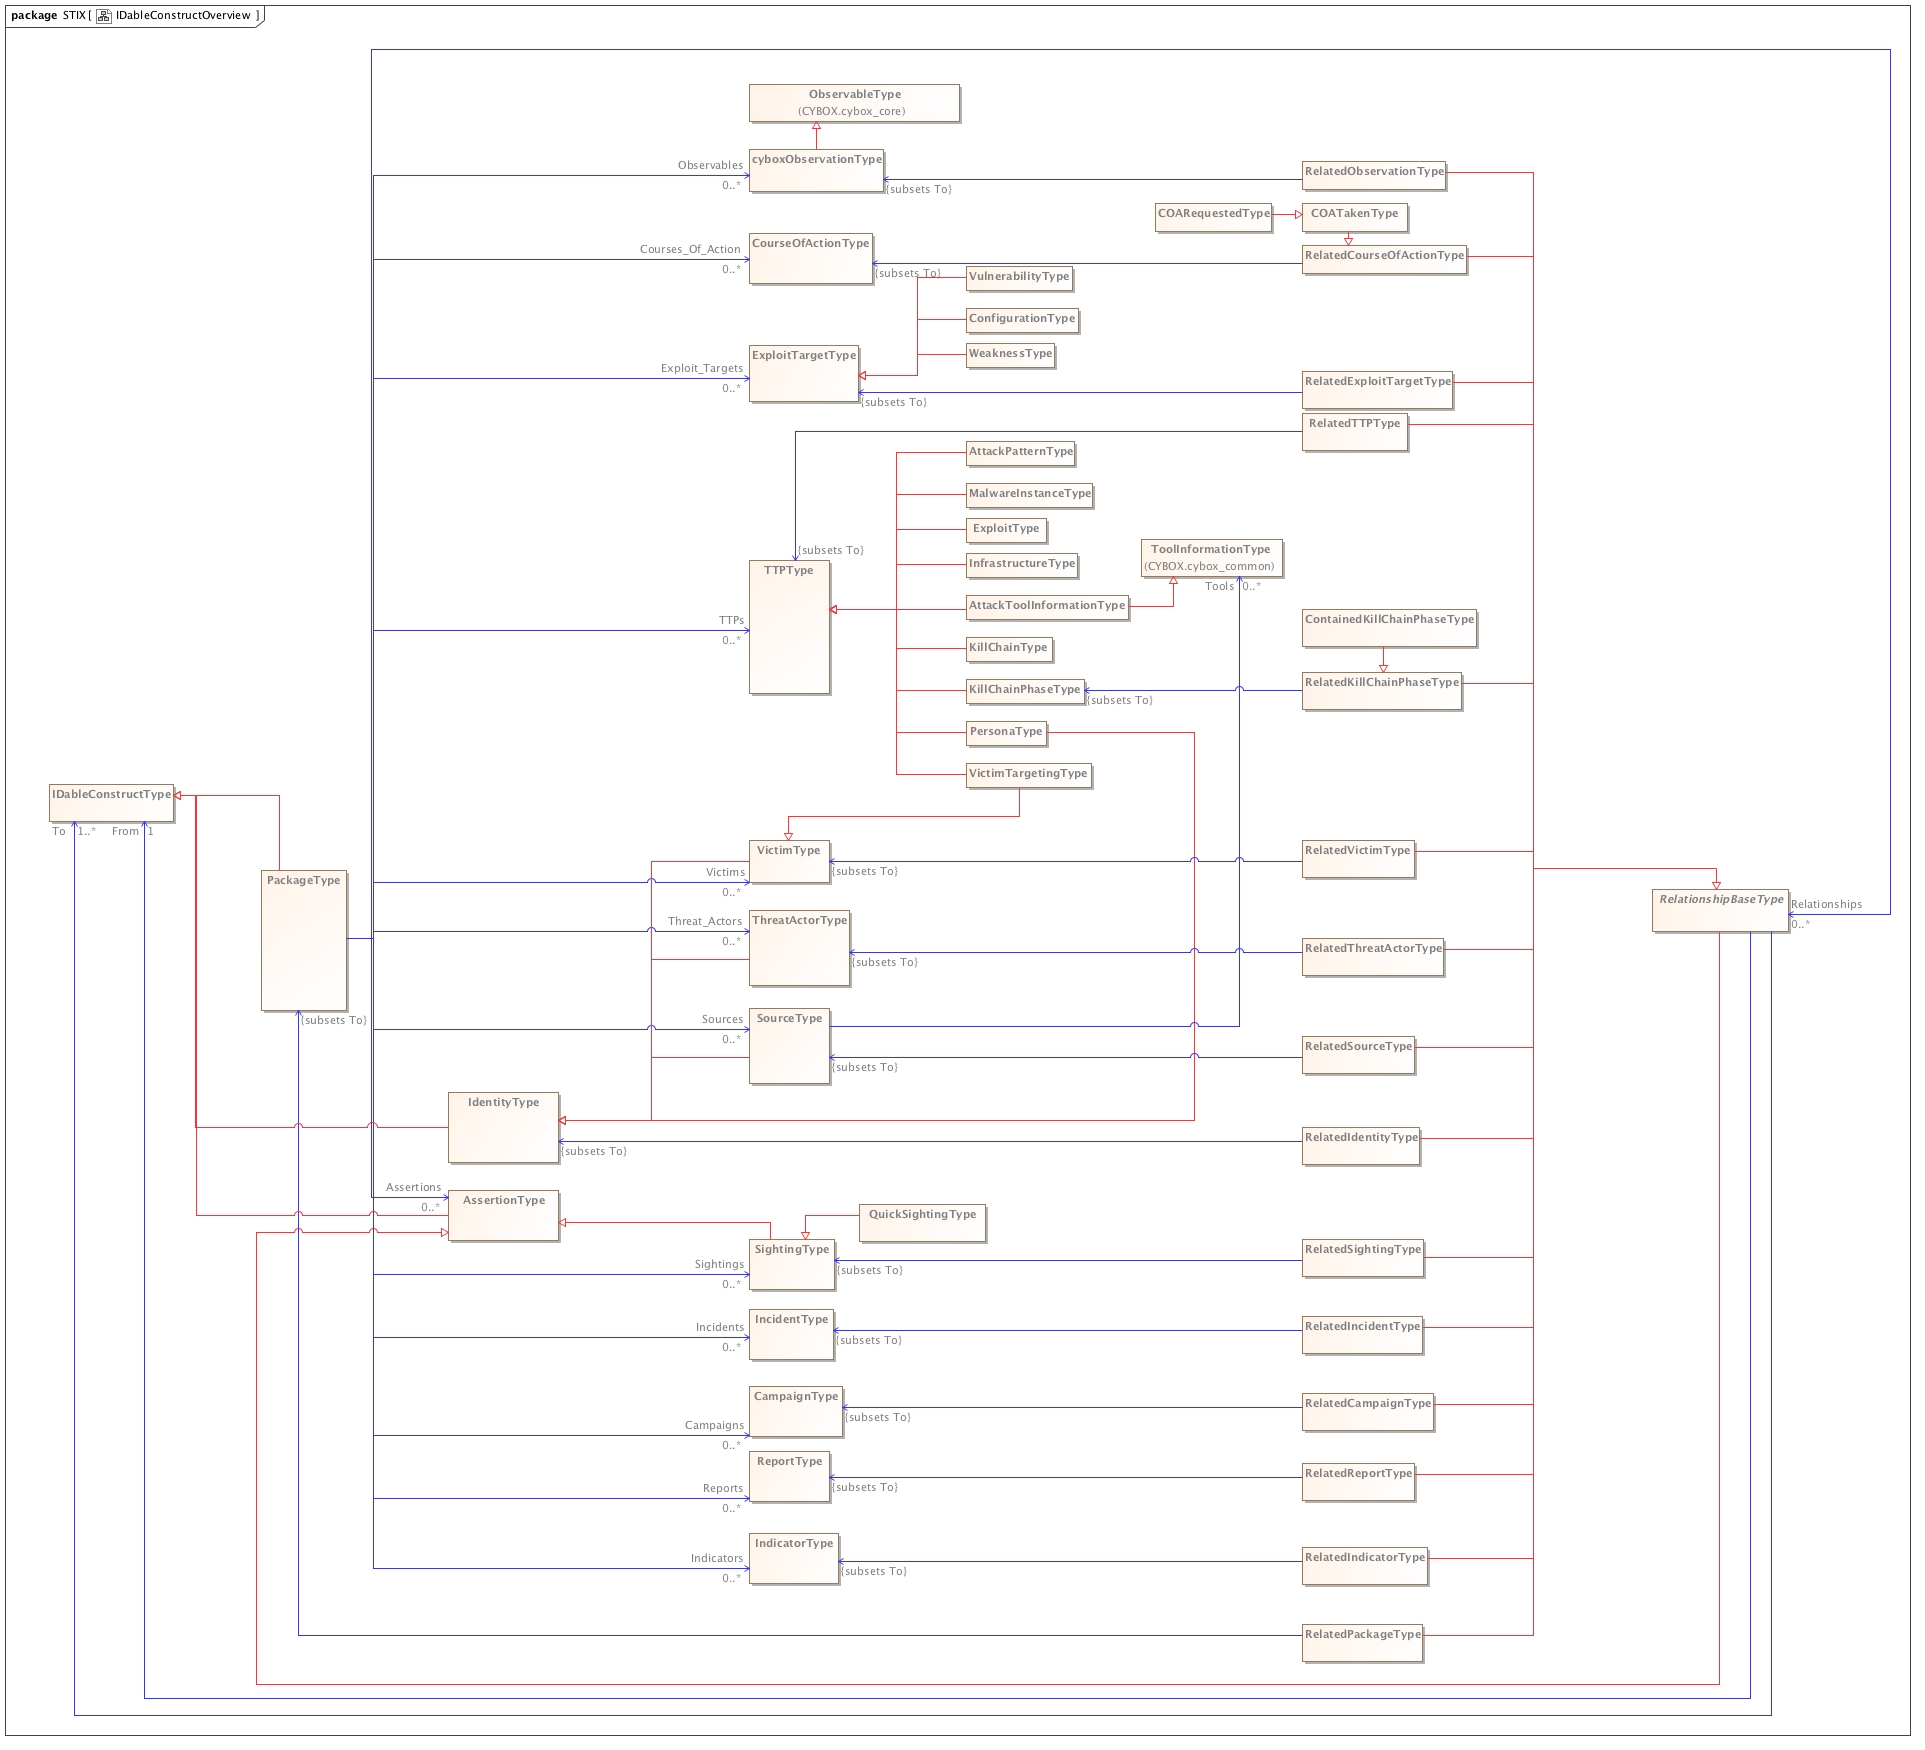 package STIX [ IDableConstructOverview ]
ObservableType
(CYBOX.cybox_core)
cyboxObservationType
Observables
0..*
{subsets To}
RelatedObservationType
COARequestedType
COATakenType
CourseOfActionType
Courses_Of_Action
0..*
{subsets To}
RelatedCourseOfActionType
VulnerabilityType
ConfigurationType
WeaknessType
ExploitTargetType
Exploit_Targets
0..*
{subsets To}
RelatedExploitTargetType
RelatedTTPType
AttackPatternType
MalwareInstanceType
ExploitType
InfrastructureType
AttackToolInformationType
KillChainType
KillChainPhaseType
{subsets To}
PersonaType
VictimTargetingType
{subsets To}
TTPType
TTPs
0..*
ToolInformationType
(CYBOX.cybox_common)
Tools 0..*
ContainedKillChainPhaseType
RelatedKillChainPhaseType
IDableConstructType
To 1..* From 1
PackageType
{subsets To}
VictimType
Victims
0..*
{subsets To}
RelatedVictimType
RelationshipBaseType
Relationships
0..*
Threat_Actors
0..*
ThreatActorType
{subsets To}
RelatedThreatActorType
Sources
0..*
SourceType
{subsets To}
RelatedSourceType
IdentityType
{subsets To}
RelatedIdentityType
Assertions
0..*
AssertionType
QuickSightingType
SightingType
Sightings
0..*
{subsets To}
RelatedSightingType
IncidentType
Incidents
0..*
{subsets To}
RelatedIncidentType
CampaignType
Campaigns
0..*
{subsets To}
RelatedCampaignType
ReportType
Reports
0..*
{subsets To}
RelatedReportType
IndicatorType
Indicators
0..*
{subsets To}
RelatedIndicatorType
RelatedPackageType